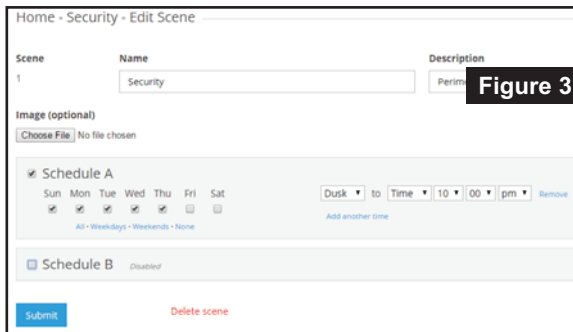 Home - Security - Edit Scene
Scene Name Description
1 Security
Figure 3
Image (optional)
Choose File No file chosen
Schedule A
Sun Mon Tue Wed Thu Fri Sat
Dusk to Time 10 00 pm Remove
All • Weekdays • Weekends • None
Add another time
Schedule B Disabled
Submit Delete scene